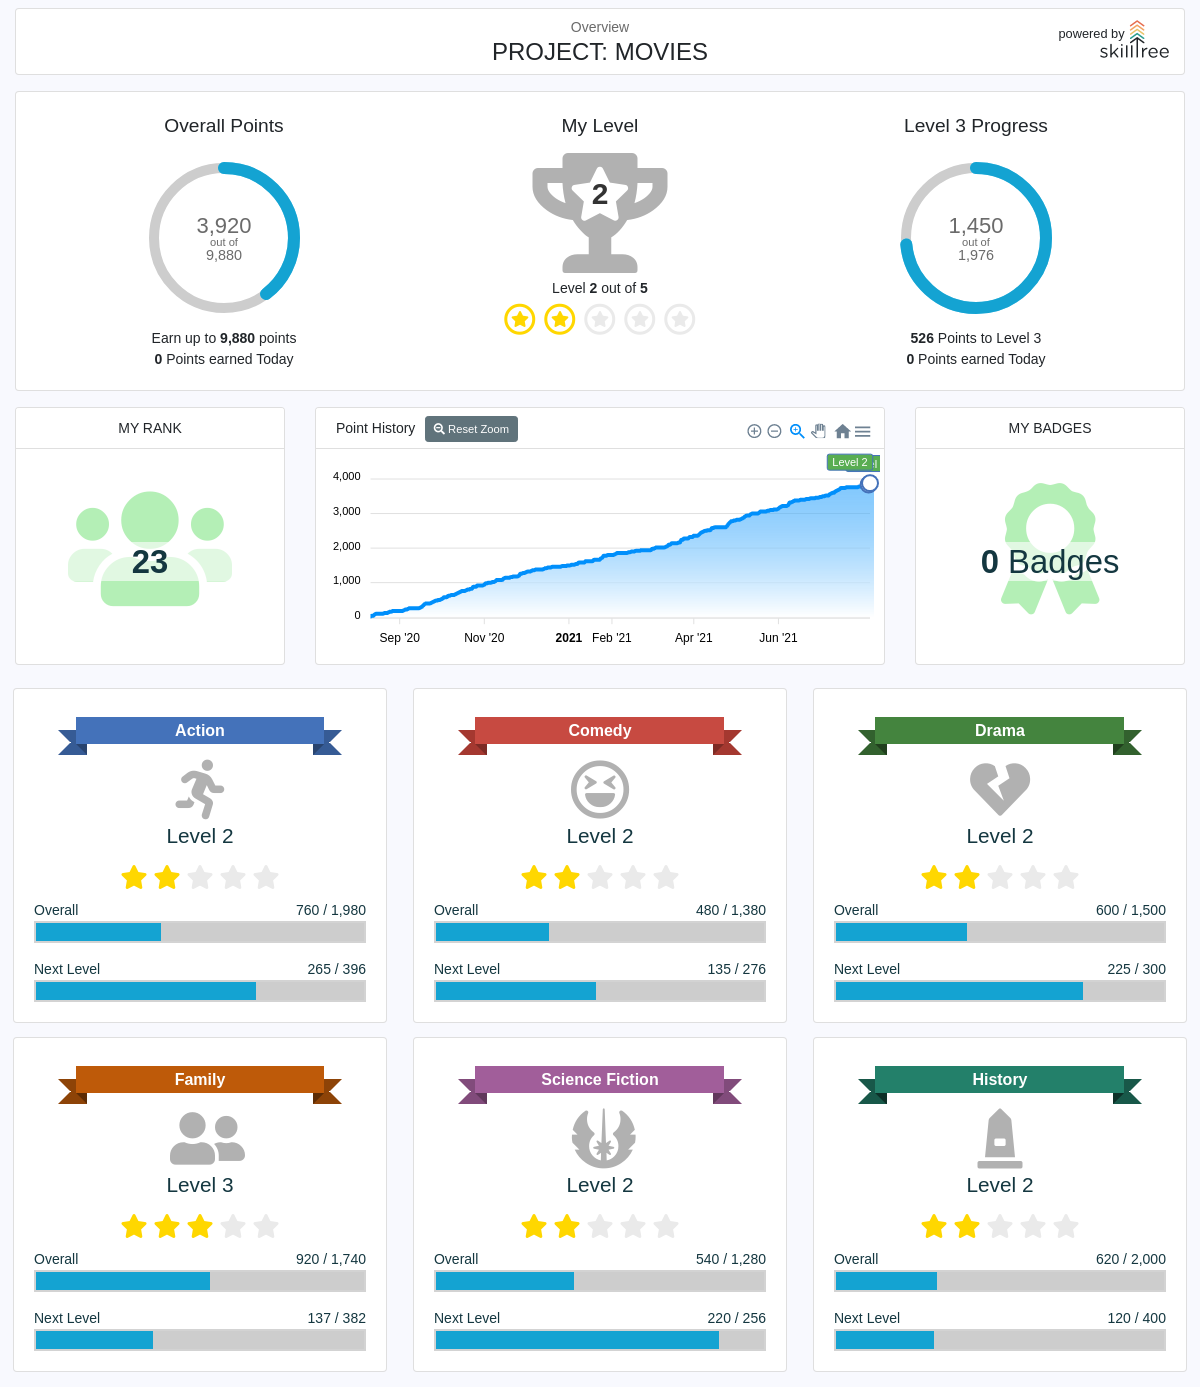 Overview
PROJECT: MOVIES
powered by
skilltree
Overall Points
3,920
out of
9,880
Earn up to 9,880 points
0 Points earned Today
My Level
2
Level 2 out of 5
Level 3 Progress
1,450
out of
1,976
526 Points to Level 3
0 Points earned Today
MY RANK
23
Point History
Reset Zoom
Level 2
4,000
3,000
2,000
1,000
0
Sep '20
Nov '20
2021
Feb '21
Apr '21
Jun '21
MY BADGES
0 Badges
Action
Level 2
Overall 760 / 1,980
Next Level 265 / 396
Comedy
Level 2
Overall 480 / 1,380
Next Level 135 / 276
Drama
Level 2
Overall 600 / 1,500
Next Level 225 / 300
Family
Level 3
Overall 920 / 1,740
Next Level 137 / 382
Science Fiction
Level 2
Overall 540 / 1,280
Next Level 220 / 256
History
Level 2
Overall 620 / 2,000
Next Level 120 / 400